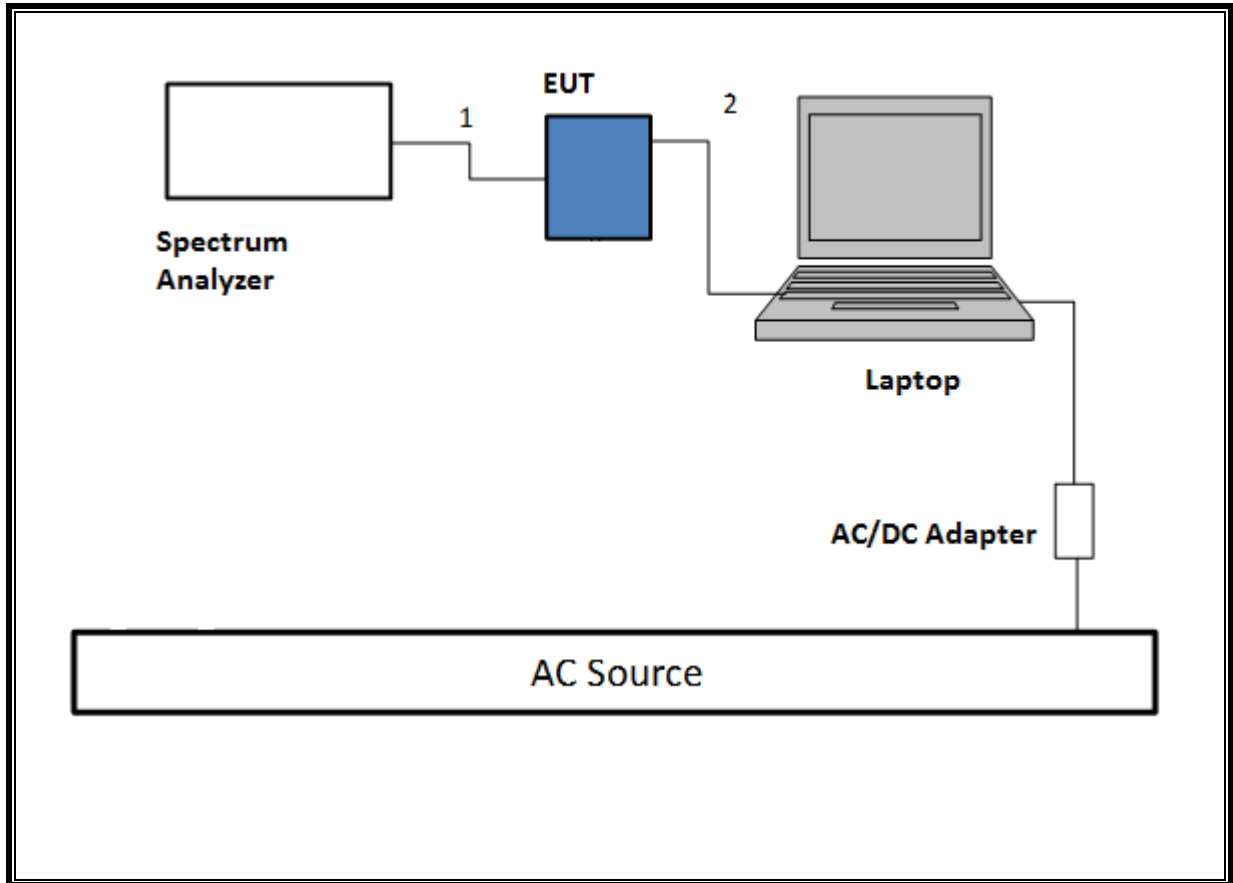 EUT
1
2
Spectrum
Analyzer
Laptop
AC/DC Adapter
AC Source